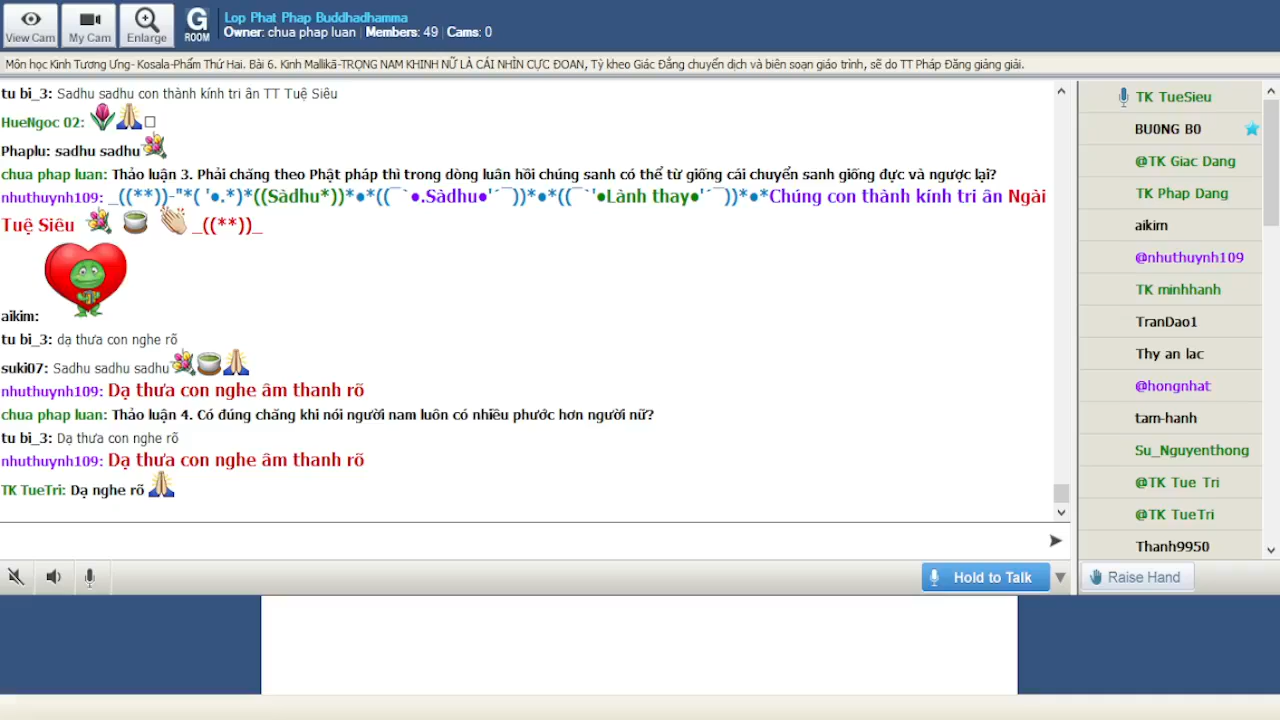 View Cam
My Cam
Enlarge
G
ROOM
Lop Phat Phap Buddhadhamma
Owner: chua phap luan | Members: 49 | Cams: 0
Môn học Kinh Tương Ưng- Kosala-Phẩm Thứ Hai. Bài 6. Kinh Mallikā-TRỌNG NAM KHINH NỮ LÀ CÁI NHÌN CỰC ĐOAN, Tỳ kheo Giác Đẳng chuyển dịch và biên soạn giáo trình, sẽ do TT Pháp Đăng giảng giải.
tu bi_3: Sadhu sadhu con thành kính tri ân TT Tuệ Siêu
HueNgoc 02:
Phaplu: sadhu sadhu
chua phap luan: Thảo luận 3. Phải chăng theo Phật pháp thì trong dòng luân hồi chúng sanh có thể từ giống cái chuyển sanh giống đực và ngược lại?
nhuthuynh109: _((**))-"*( '●.*)*((Sàdhu*))*●*((¯`●.Sàdhu●'´¯))*●*((¯`'●Lành thay●'´¯))*●*Chúng con thành kính tri ân Ngài
Tuệ Siêu _((**))_
aikim:
tu bi_3: dạ thưa con nghe rõ
suki07: Sadhu sadhu sadhu
nhuthuynh109: Dạ thưa con nghe âm thanh rõ
chua phap luan: Thảo luận 4. Có đúng chăng khi nói người nam luôn có nhiều phước hơn người nữ?
tu bi_3: Dạ thưa con nghe rõ
nhuthuynh109: Dạ thưa con nghe âm thanh rõ
TK TueTri: Dạ nghe rõ
Hold to Talk
TK TueSieu
BU0NG B0
@TK Giac Dang
TK Phap Dang
aikim
@nhuthuynh109
TK minhhanh
TranDao1
Thy an lac
@hongnhat
tam-hanh
Su_Nguyenthong
@TK Tue Tri
@TK TueTri
Thanh9950
Raise Hand